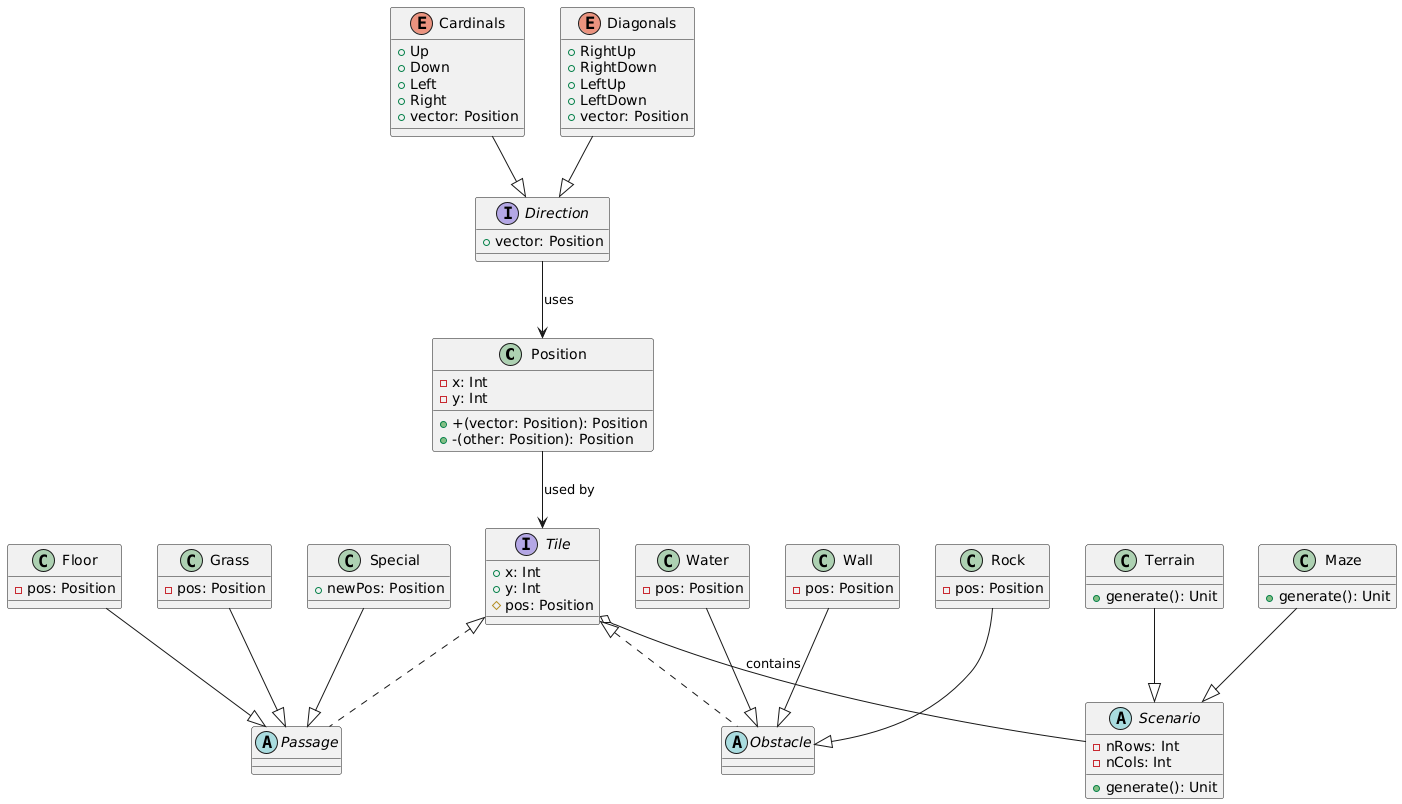 E Cardinals
Up
Down
Left
Right
vector: Position
E Diagonals
RightUp
RightDown
LeftUp
LeftDown
vector: Position
I Direction
vector: Position
uses
C Position
x: Int
y: Int
+(vector: Position): Position
-(other: Position): Position
used by
C Floor
pos: Position
C Grass
pos: Position
C Special
newPos: Position
I Tile
x: Int
y: Int
pos: Position
C Water
pos: Position
C Wall
pos: Position
C Rock
pos: Position
C Terrain
generate(): Unit
C Maze
generate(): Unit
contains
A Passage
A Obstacle
A Scenario
nRows: Int
nCols: Int
generate(): Unit